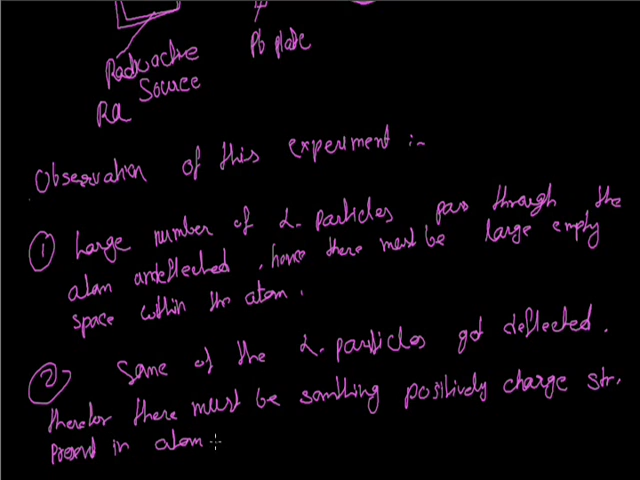 Radioactive
Source
Ra
Pb plate
Observation of this experiment :-
① Large number of α-particles pass through the
atom undeflected, hence there must be large empty
space within the atom.
② Some of the α-particles got deflected.
therefor there must be somthing positively charge str.
Present in atom